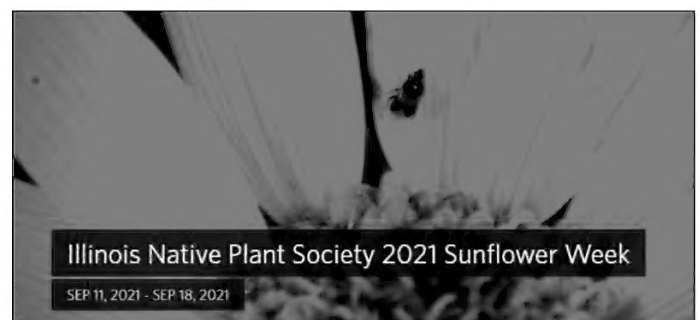 Illinois Native Plant Society 2021 Sunflower Week
SEP 11, 2021 - SEP 18, 2021